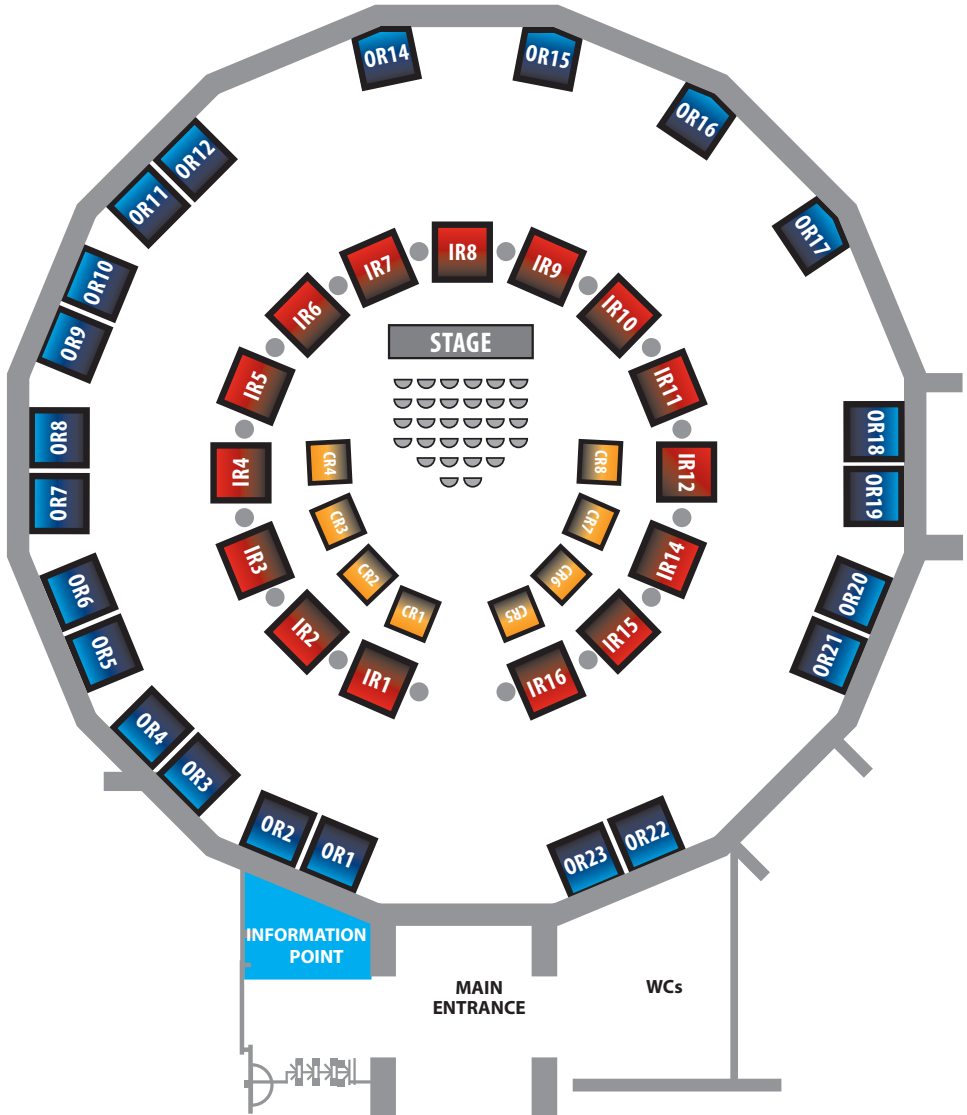 OR14
OR15
OR16
OR12
OR11
OR17
OR10
OR9
IR8
IR7
IR9
IR6
IR10
STAGE
IR5
IR11
OR8
OR18
OR7
OR19
IR4
CR4
CR8
IR12
CR3
CR7
IR3
IR14
CR2
CR6
CR1
CR5
IR2
IR15
IR1
IR16
OR6
OR20
OR5
OR21
OR4
OR3
OR2
OR1
OR22
OR23
INFORMATION
POINT
MAIN
ENTRANCE
WCs